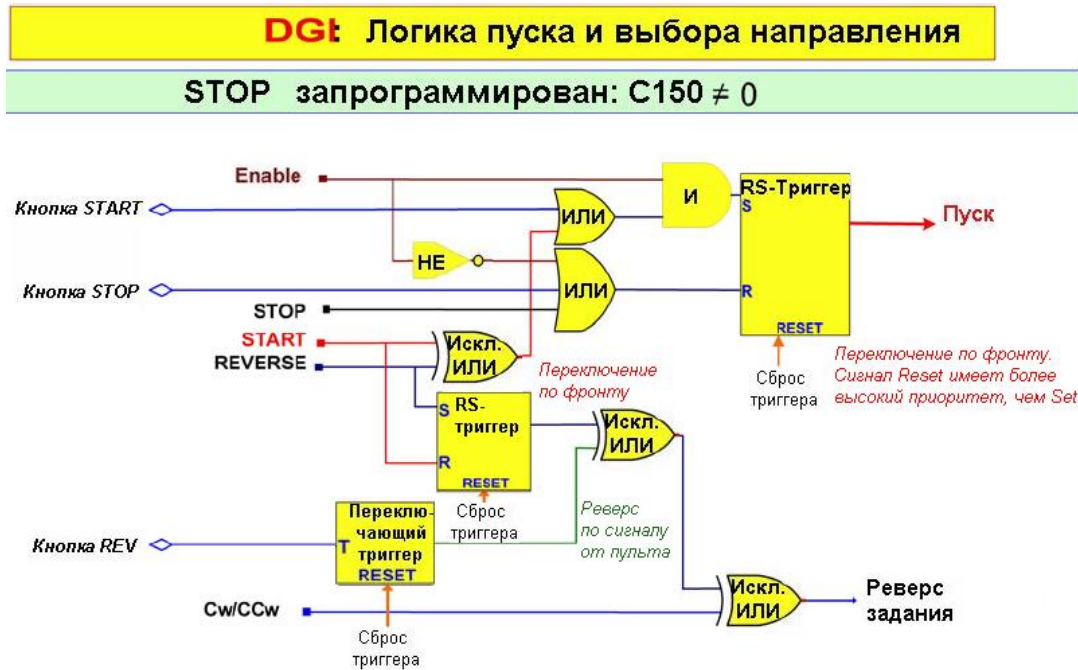 DGI: Логика пуска и выбора направления
STOP запрограммирован: C150 ≠ 0
Enable
Кнопка START
ИЛИ
И
RS-Триггер
S
Пуск
НЕ
Кнопка STOP
ИЛИ
R
STOP
START
REVERSE
Искл.
ИЛИ
RESET
Переключение
по фронту
Сброс
триггера
Переключение по фронту.
Сигнал Reset имеет более
высокий приоритет, чем Set
S
RS-
триггер
R
RESET
Искл.
ИЛИ
Сброс
триггера
Реверс
по сигналу
от пульта
Кнопка REV
Переклю-
чающий
триггер
T
RESET
Cw/CCw
Сброс
триггера
Искл.
ИЛИ
Реверс
задания